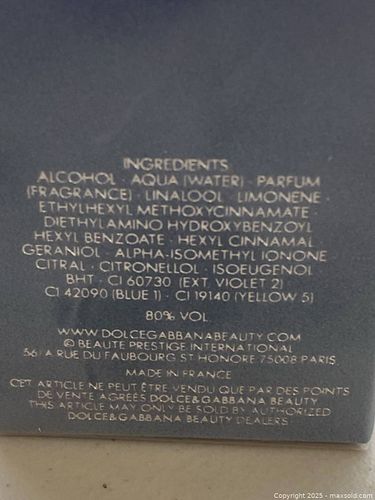 INGREDIENTS
ALCOHOL · AQUA (WATER) · PARFUM
(FRAGRANCE) · LINALOOL · LIMONENE
ETHYLHEXYL METHOXYCINNAMATE ·
DIETHYLAMINO HYDROXYBENZOYL
HEXYL BENZOATE · HEXYL CINNAMAL
GERANIOL · ALPHA-ISOMETHYL IONONE ·
CITRAL · CITRONELLOL · ISOEUGENOL
BHT · CI 60730 (EXT. VIOLET 2)
CI 42090 (BLUE 1) · CI 19140 (YELLOW 5)
80% VOL.
WWW.DOLCEGABBANABEAUTY.COM
© BEAUTE PRESTIGE INTERNATIONAL
56/A RUE DU FAUBOURG ST HONORE 75008 PARIS
MADE IN FRANCE
CET ARTICLE NE PEUT ÊTRE VENDU QUE PAR DES POINTS
DE VENTE AGRÉÉS DOLCE&GABBANA BEAUTY
THIS ARTICLE MAY ONLY BE SOLD BY AUTHORIZED
DOLCE&GABBANA BEAUTY DEALERS
Copyright 2025 - maxsold.com